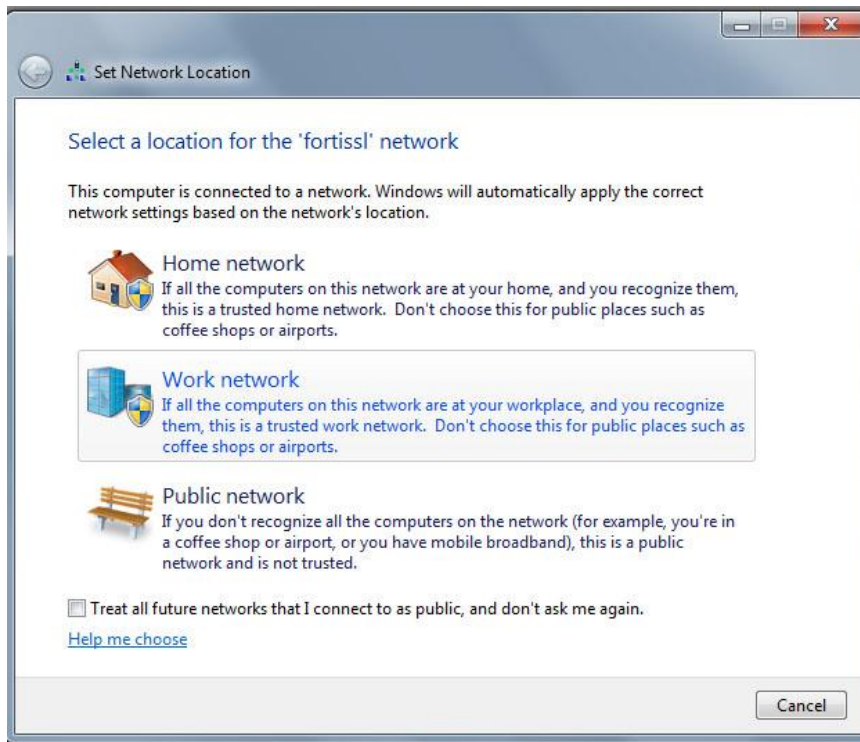 Set Network Location
Select a location for the 'fortissl' network
This computer is connected to a network. Windows will automatically apply the correct
network settings based on the network's location.
Home network
If all the computers on this network are at your home, and you recognize them,
this is a trusted home network.  Don't choose this for public places such as
coffee shops or airports.
Work network
If all the computers on this network are at your workplace, and you recognize
them, this is a trusted work network.  Don't choose this for public places such as
coffee shops or airports.
Public network
If you don't recognize all the computers on the network (for example, you're in
a coffee shop or airport, or you have mobile broadband), this is a public
network and is not trusted.
Treat all future networks that I connect to as public, and don't ask me again.
Help me choose
Cancel